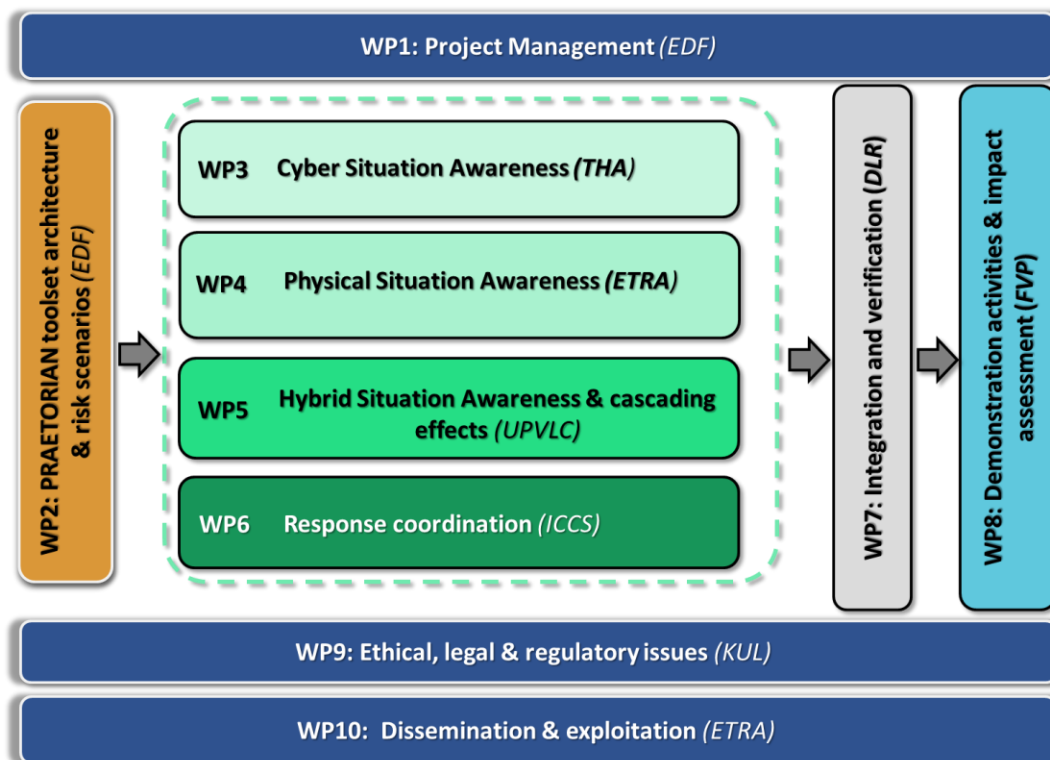 WP1: Project Management (EDF)
WP2: PRAETORIAN toolset architecture
& risk scenarios (EDF)
WP3 Cyber Situation Awareness (THA)
WP4 Physical Situation Awareness (ETRA)
WP5 Hybrid Situation Awareness & cascading
effects (UPVLC)
WP6 Response coordination (ICCS)
WP7: Integration and verification (DLR)
WP8: Demonstration activities & impact
assessment (FVP)
WP9: Ethical, legal & regulatory issues (KUL)
WP10: Dissemination & exploitation (ETRA)